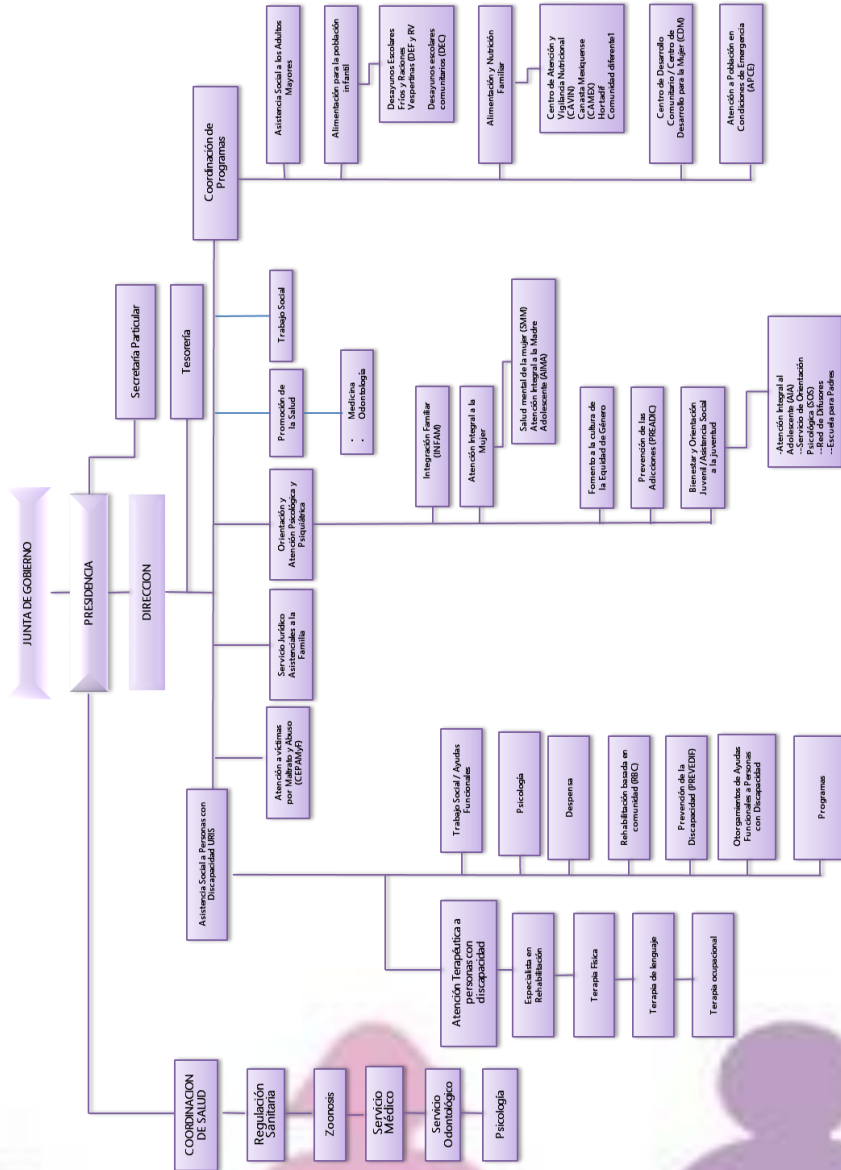 JUNTA DE GOBIERNO
PRESIDENCIA
Secretaría Particular
DIRECCION
Tesorería
COORDINACION
DE SALUD
Regulación
Sanitaria
Zoonosis
Servicio
Médico
Servicio
Odontológico
Psicología
Asistencia Social a Personas con
Discapacidad URIS
Atención Terapéutica a
personas con
discapacidad
Especialista en
Rehabilitación
Terapia Física
Terapia de lenguaje
Terapia ocupacional
Trabajo Social / Ayudas
Funcionales
Psicología
Despensa
Rehabilitación basada en
comunidad (RBC)
Prevención de la
Discapacidad (PREVEDIF)
Otorgamientos de Ayudas
Funcionales a Personas
con Discapacidad
Programas
Atención a víctimas
por Maltrato y Abuso
(CEPAMyF)
Servicio Jurídico
Asistenciales a la
Familia
Orientación y
Atención Psicológica y
Psiquiátrica
Integración Familiar
(INFAM)
Atención Integral a la
Mujer
Salud mental de la mujer (SMM)
Atención Integral a la Madre
Adolescente (AIMA)
Fomento a la cultura de
la Equidad de Género
Prevención de las
Adicciones (PREADIC)
Bienestar y Orientación
Juvenil /Asistencia Social
a la juventud
-Atención Integral al
Adolescente (AIA)
--Servicio de Orientación
Psicológica (SOS)
--Red de Difusores
--Escuela para Padres
Promoción de
la Salud
· Medicina
· Odontología
Trabajo Social
Coordinación de
Programas
Asistencia Social a los Adultos
Mayores
Alimentación para la población
infantil
Desayunos Escolares
Fríos y Raciones
Vespertinas (DEF y RV
Desayunos escolares
comunitarios (DEC)
Alimentación y Nutrición
Familiar
Centro de Atención y
Vigilancia Nutricional
(CAVIN)
Canasta Mexiquense
(CAMEX)
Hortadif
Comunidad diferente1
Centro de Desarrollo
Comunitario / Centro de
Desarrollo para la Mujer (CDM)
Atención a Población en
Condiciones de Emergencia
(APCE)